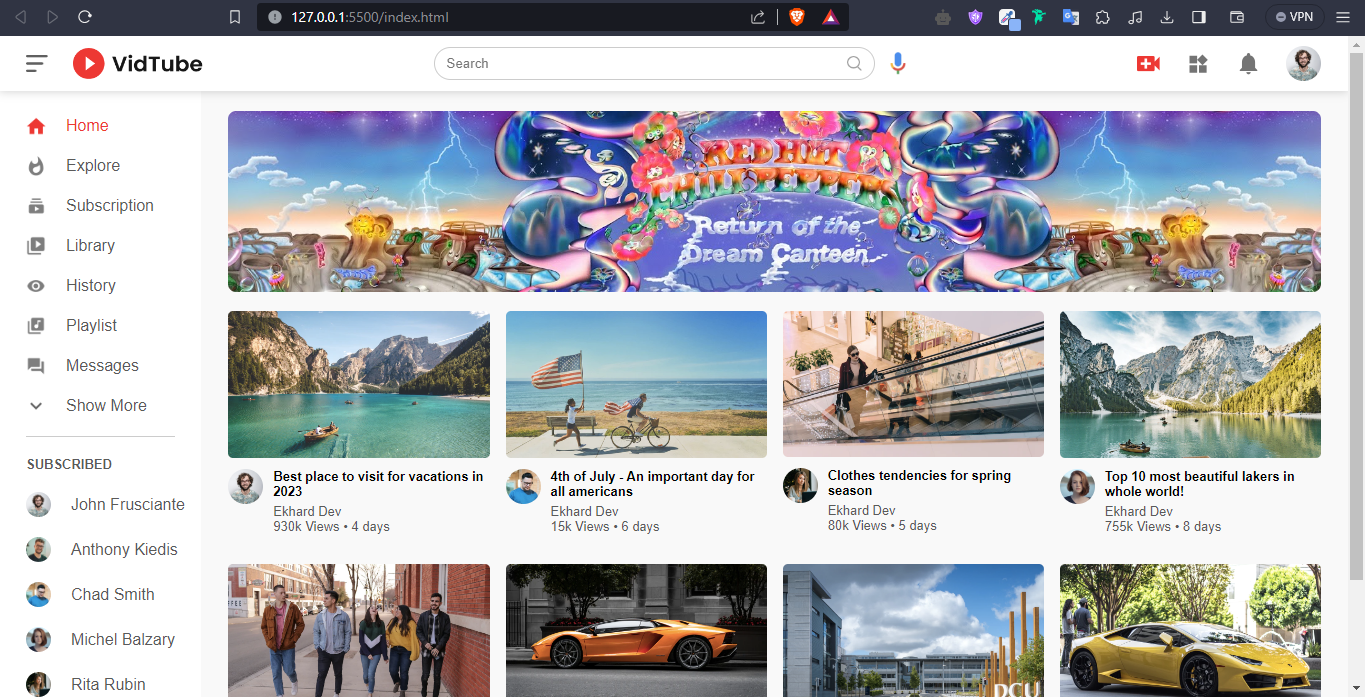 127.0.0.1:5500/index.html
VPN
VidTube
Search
Home
Explore
Subscription
Library
History
Playlist
Messages
Show More
SUBSCRIBED
John Frusciante
Anthony Kiedis
Chad Smith
Michel Balzary
Rita Rubin
RED HOT
CHILI PEPPERS
Return of the
Dream Canteen
Best place to visit for vacations in
2023
Ekhard Dev
930k Views • 4 days
4th of July - An important day for
all americans
Ekhard Dev
15k Views • 6 days
Clothes tendencies for spring
season
Ekhard Dev
80k Views • 5 days
Top 10 most beautiful lakers in
whole world!
Ekhard Dev
755k Views • 8 days
DCU